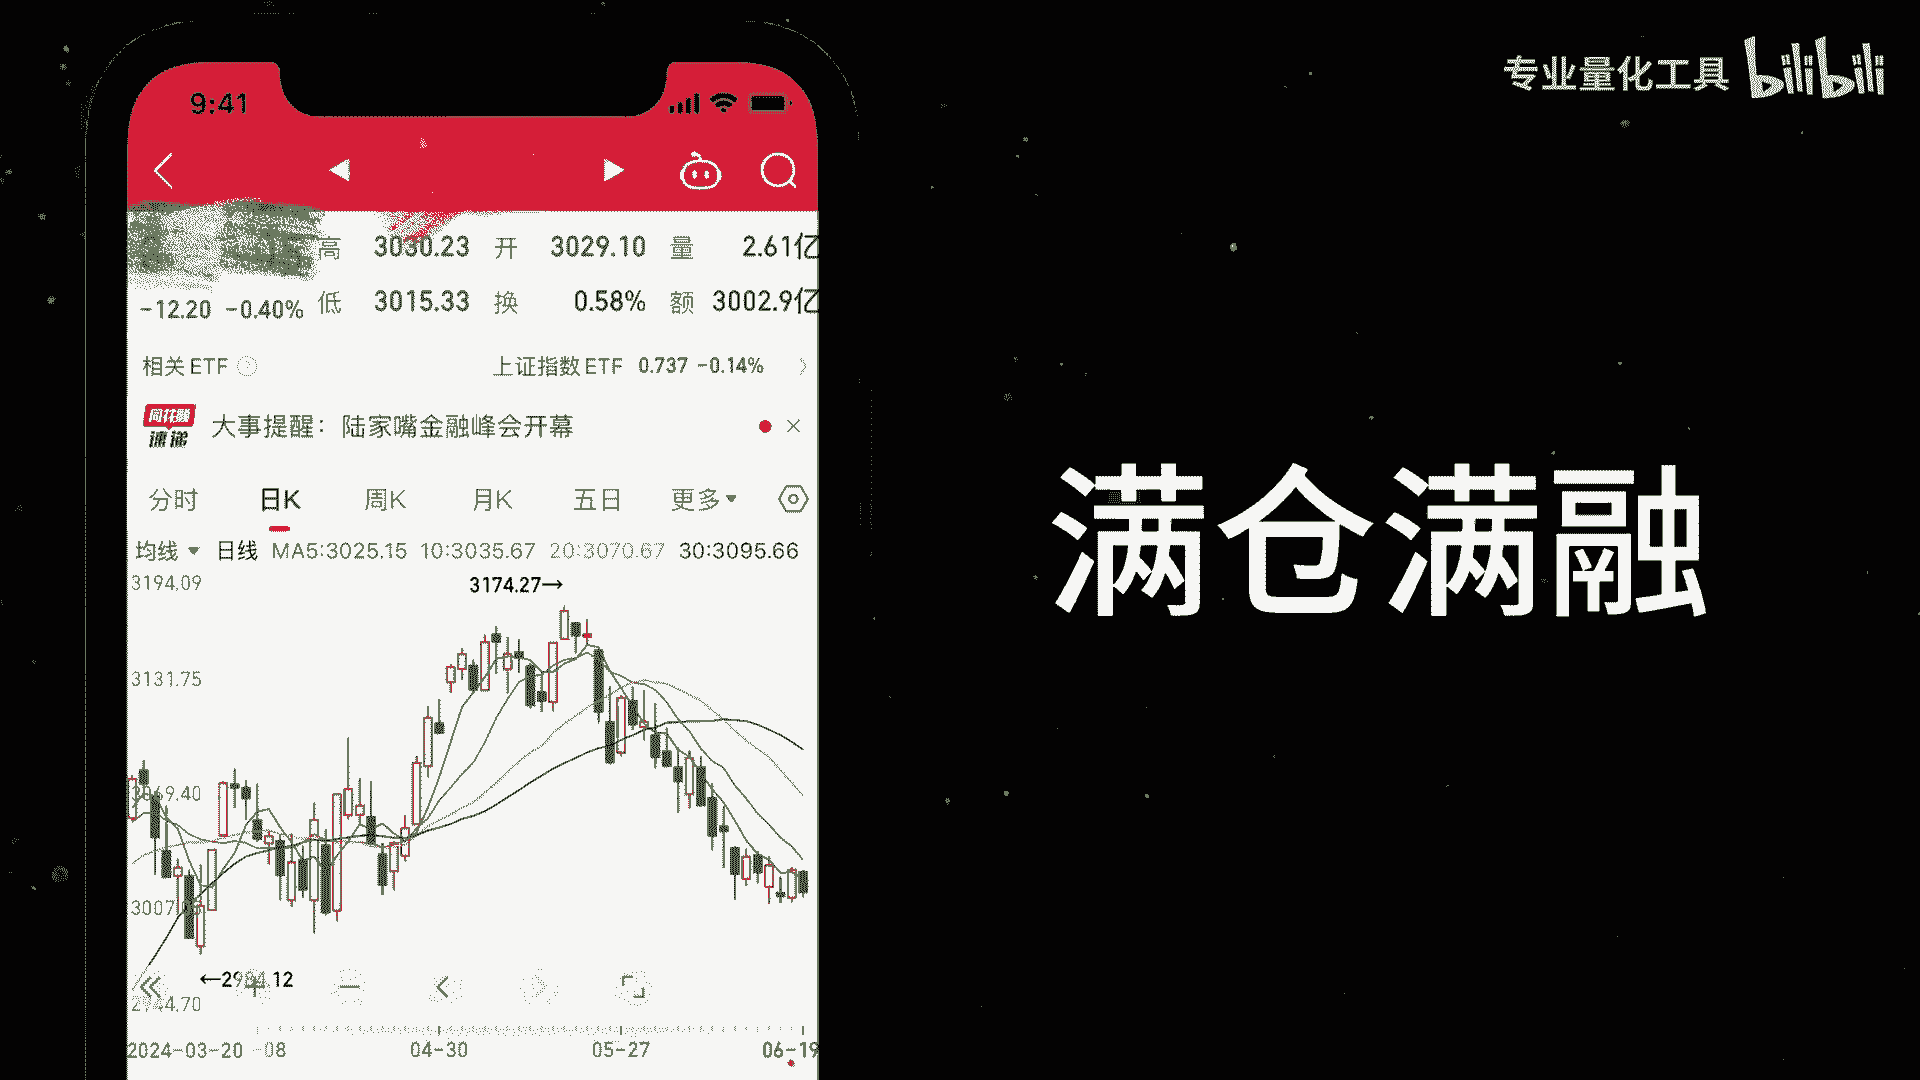 专业量化工具 bilibili
9:41
高 3030.23 开 3029.10 量 2.61亿
-12.20 -0.40% 低 3015.33 换 0.58% 额 3002.9亿
相关ETF 上证指数ETF 0.737 -0.14%
同花顺 速递 大事提醒：陆家嘴金融峰会开幕
分时 日K 周K 月K 五日 更多
均线 日线 MA5:3025.15 10:3035.67 20:3070.67 30:3095.66
3194.09
3174.27→
满仓满融
3131.75
3069.40
3007
2944.70
2024-03-20 -08 04-30 05-27 06-19